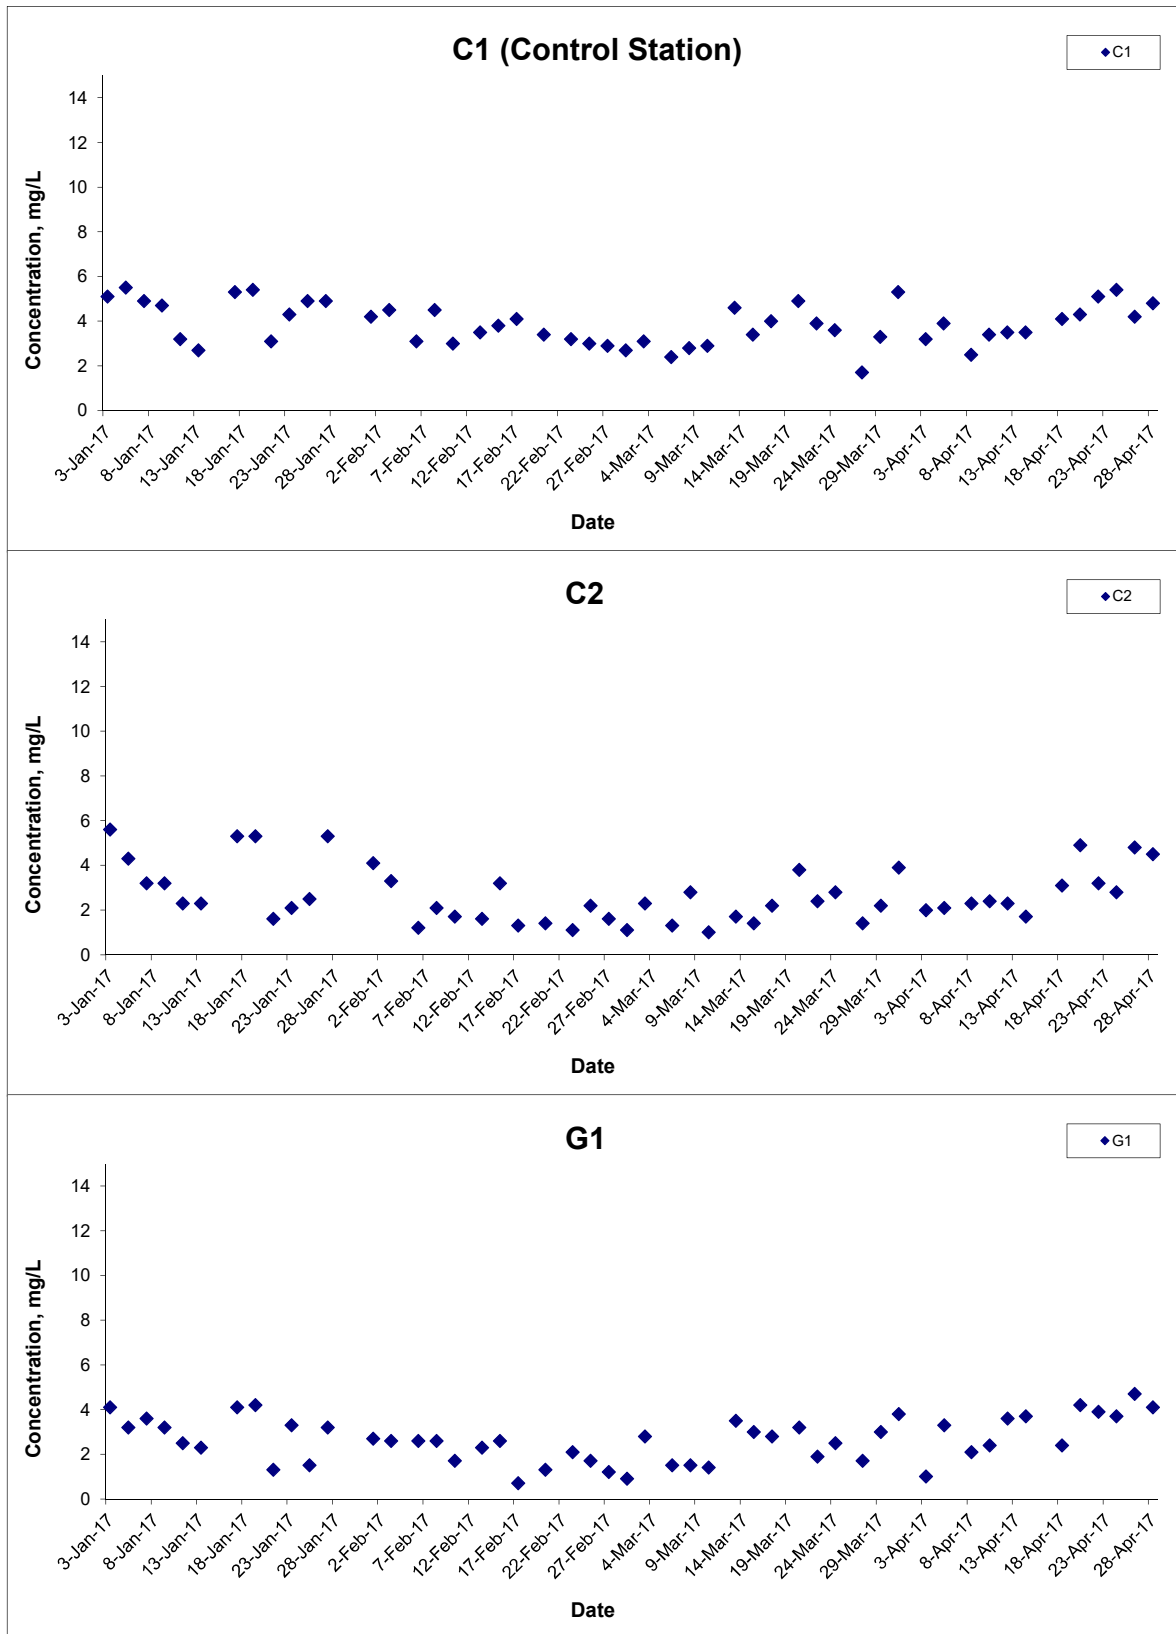 C1 (Control Station)
C1
14
12
10
8
6
4
2
0
Concentration, mg/L
3-Jan-17
8-Jan-17
13-Jan-17
18-Jan-17
23-Jan-17
28-Jan-17
2-Feb-17
7-Feb-17
12-Feb-17
17-Feb-17
22-Feb-17
27-Feb-17
4-Mar-17
9-Mar-17
14-Mar-17
19-Mar-17
24-Mar-17
29-Mar-17
3-Apr-17
8-Apr-17
13-Apr-17
18-Apr-17
23-Apr-17
28-Apr-17
Date
C2
C2
14
12
10
8
6
4
2
0
Concentration, mg/L
3-Jan-17
8-Jan-17
13-Jan-17
18-Jan-17
23-Jan-17
28-Jan-17
2-Feb-17
7-Feb-17
12-Feb-17
17-Feb-17
22-Feb-17
27-Feb-17
4-Mar-17
9-Mar-17
14-Mar-17
19-Mar-17
24-Mar-17
29-Mar-17
3-Apr-17
8-Apr-17
13-Apr-17
18-Apr-17
23-Apr-17
28-Apr-17
Date
G1
G1
14
12
10
8
6
4
2
0
Concentration, mg/L
3-Jan-17
8-Jan-17
13-Jan-17
18-Jan-17
23-Jan-17
28-Jan-17
2-Feb-17
7-Feb-17
12-Feb-17
17-Feb-17
22-Feb-17
27-Feb-17
4-Mar-17
9-Mar-17
14-Mar-17
19-Mar-17
24-Mar-17
29-Mar-17
3-Apr-17
8-Apr-17
13-Apr-17
18-Apr-17
23-Apr-17
28-Apr-17
Date